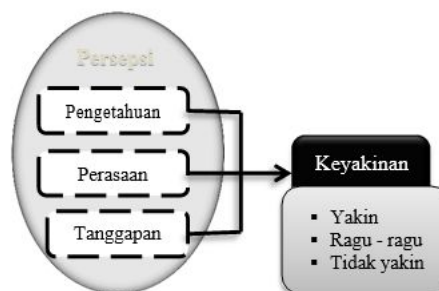 Persepsi
Pengetahuan
Perasaan
Tanggapan
Keyakinan
Yakin
Ragu - ragu
Tidak yakin